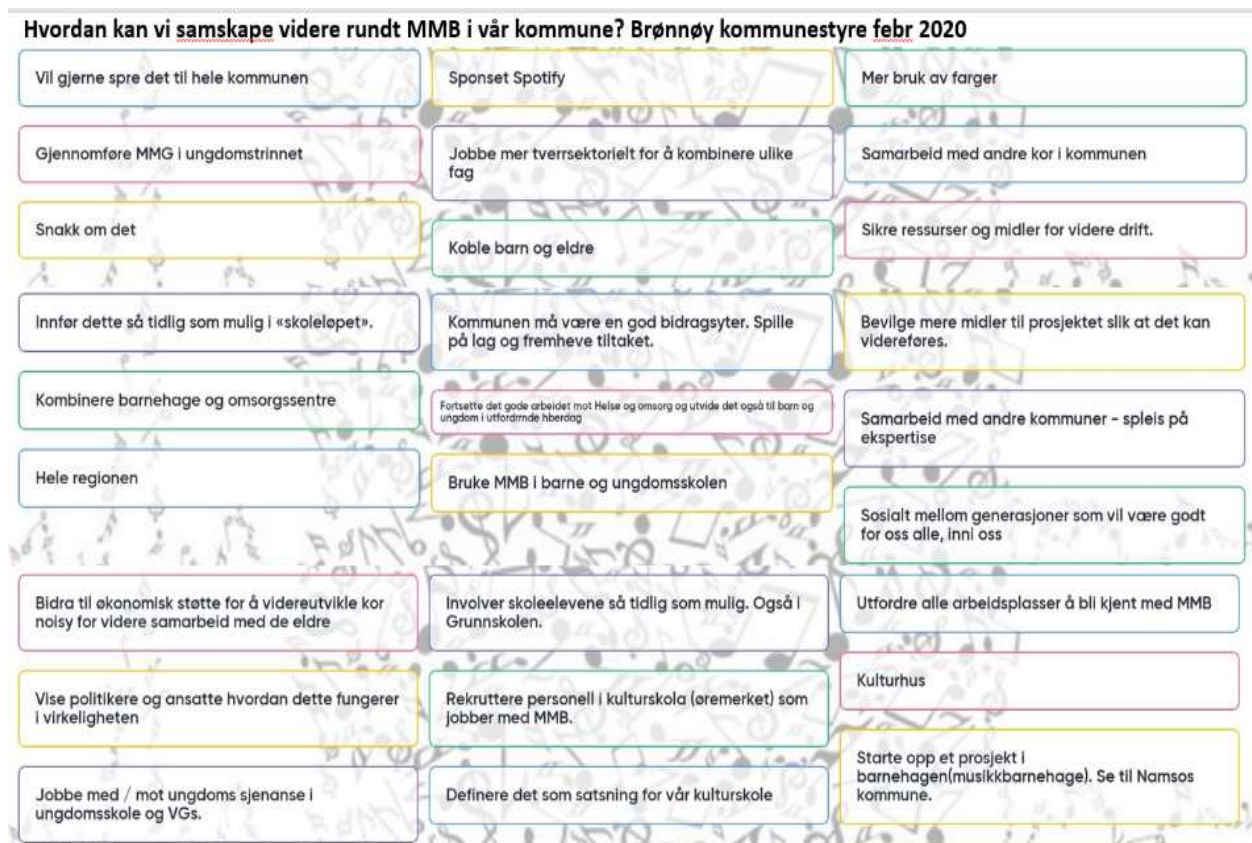 Hvordan kan vi samskape videre rundt MMB i vår kommune? Brønnøy kommunestyre febr 2020
Vil gjerne spre det til hele kommunen
Gjennomføre MMG i ungdomstrinnet
Snakk om det
Innfør dette så tidlig som mulig i «skoleløpet».
Kombinere barnehage og omsorgssentre
Hele regionen
Bidra til økonomisk støtte for å videreutvikle kor
noisy for videre samarbeid med de eldre
Vise politikere og ansatte hvordan dette fungerer
i virkeligheten
Jobbe med / mot ungdoms sjenanse i
ungdomsskole og VGs.
Sponset Spotify
Jobbe mer tverrsektorielt for å kombinere ulike
fag
Koble barn og eldre
Kommunen må være en god bidragsyter. Spille
på lag og fremheve tiltaket.
Fortsette det gode arbeidet mot Helse og omsorg og utvide det også til barn og
ungdom i utfordrnde hberdag
Bruke MMB i barne og ungdomsskolen
Involver skoleelevene så tidlig som mulig. Også i
Grunnskolen.
Rekruttere personell i kulturskola (øremerket) som
jobber med MMB.
Definere det som satsning for vår kulturskole
Mer bruk av farger
Samarbeid med andre kor i kommunen
Sikre ressurser og midler for videre drift.
Bevilge mere midler til prosjektet slik at det kan
videreføres.
Samarbeid med andre kommuner - spleis på
ekspertise
Sosialt mellom generasjoner som vil være godt
for oss alle, inni oss
Utfordre alle arbeidsplasser å bli kjent med MMB
Kulturhus
Starte opp et prosjekt i
barnehagen(musikkbarnehage). Se til Namsos
kommune.